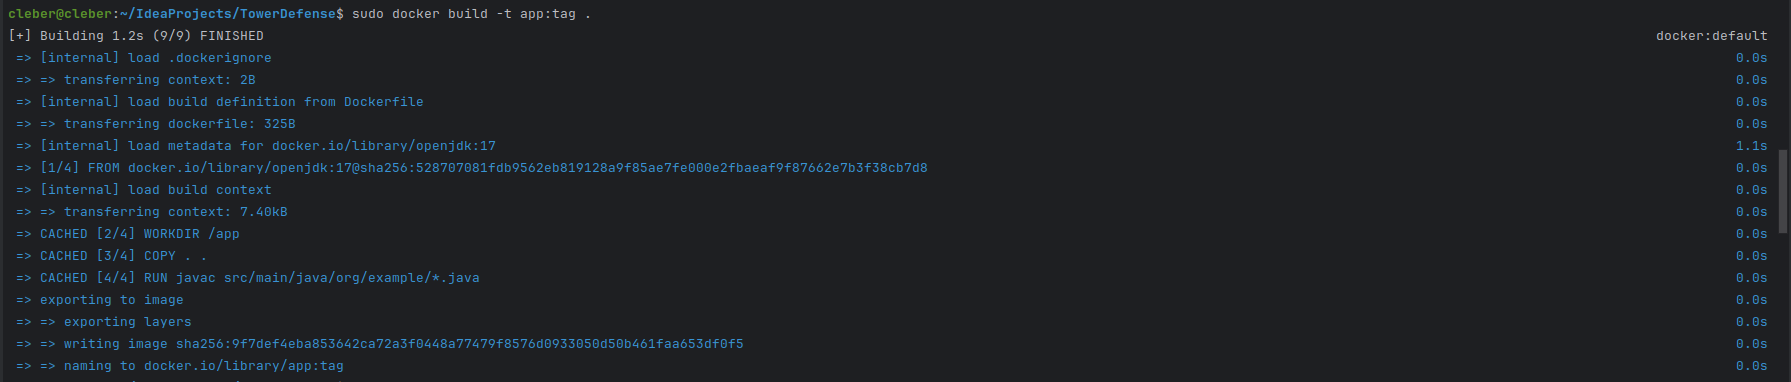 cleber@cleber:~/IdeaProjects/TowerDefense$ sudo docker build -t app:tag .
[+] Building 1.2s (9/9) FINISHED docker:default
=> [internal] load .dockerignore 0.0s
=> => transferring context: 2B 0.0s
=> [internal] load build definition from Dockerfile 0.0s
=> => transferring dockerfile: 325B 0.0s
=> [internal] load metadata for docker.io/library/openjdk:17 1.1s
=> [1/4] FROM docker.io/library/openjdk:17@sha256:528707081fdb9562eb819128a9f85ae7fe000e2fbaeaf9f87662e7b3f38cb7d8 0.0s
=> [internal] load build context 0.0s
=> => transferring context: 7.40kB 0.0s
=> CACHED [2/4] WORKDIR /app 0.0s
=> CACHED [3/4] COPY . . 0.0s
=> CACHED [4/4] RUN javac src/main/java/org/example/*.java 0.0s
=> exporting to image 0.0s
=> => exporting layers 0.0s
=> => writing image sha256:9f7def4eba853642ca72a3f0448a77479f8576d0933050d50b461faa653df0f5 0.0s
=> => naming to docker.io/library/app:tag 0.0s